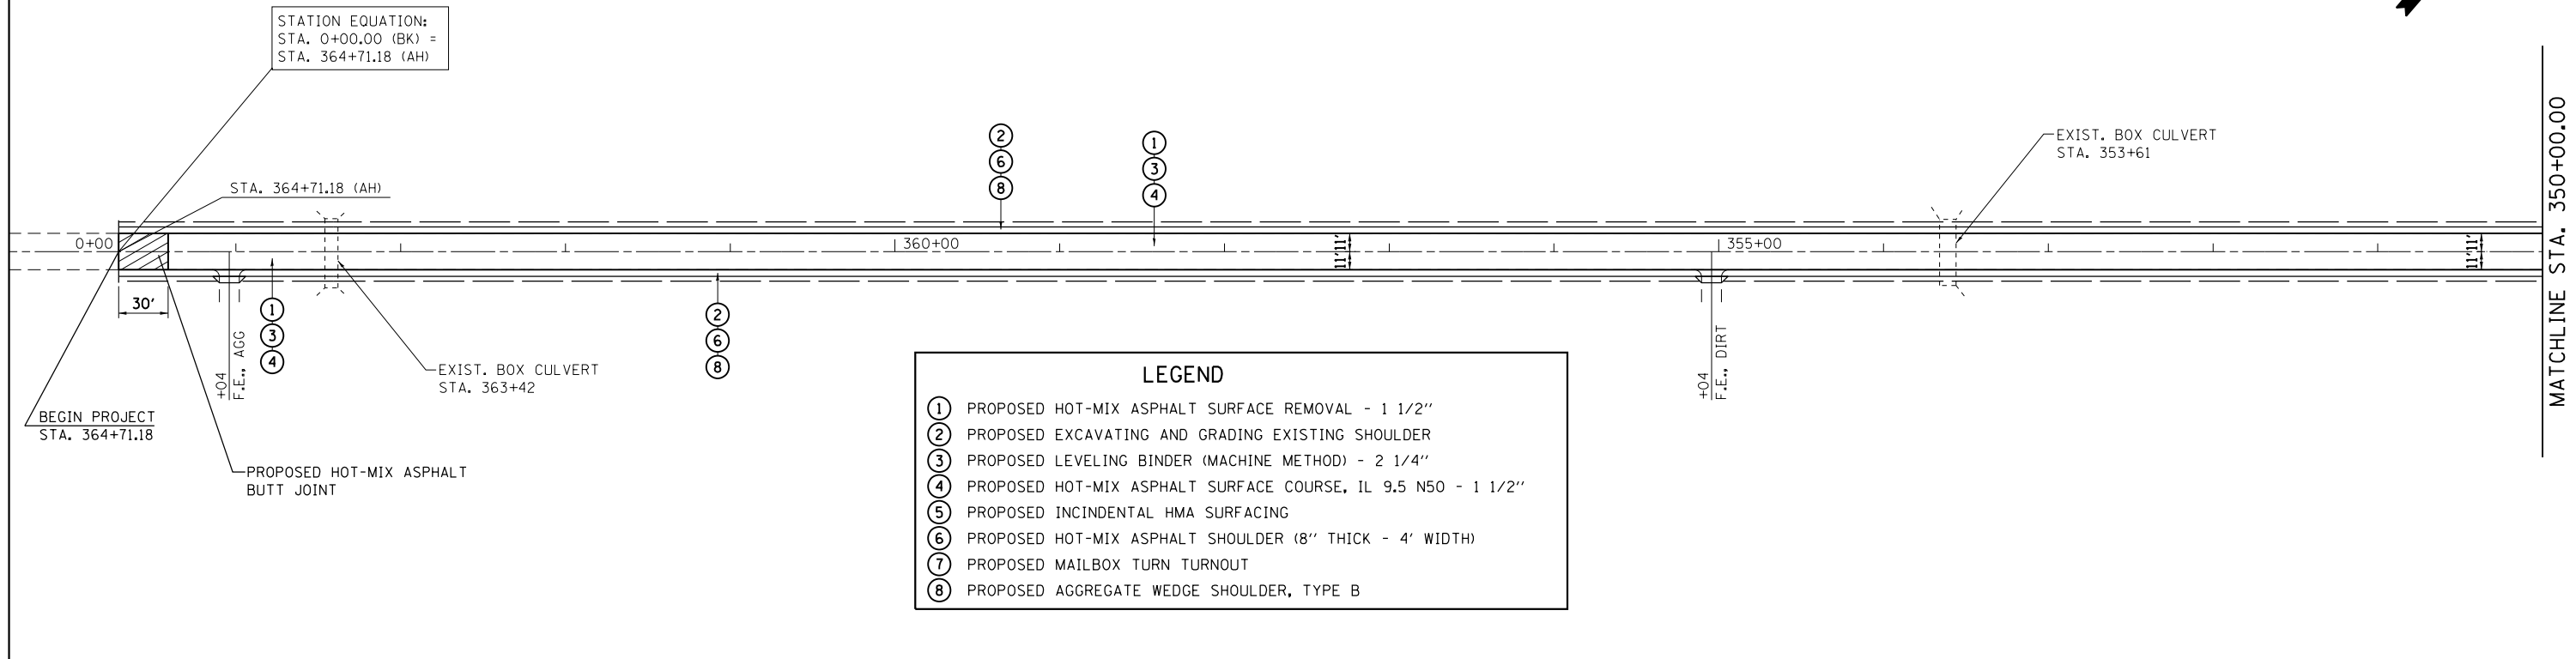 STATION EQUATION:
STA. 0+00.00 (BK) =
STA. 364+71.18 (AH)
STA. 364+71.18 (AH)
0+00
30'
BEGIN PROJECT
STA. 364+71.18
PROPOSED HOT-MIX ASPHALT
BUTT JOINT
+04
F.E., AGG
1
3
4
EXIST. BOX CULVERT
STA. 363+42
2
6
8
360+00
2
6
8
1
3
4
11'
11'
355+00
+04
F.E., DIRT
EXIST. BOX CULVERT
STA. 353+61
11'
11'
MATCHLINE STA. 350+00.00
LEGEND
1 PROPOSED HOT-MIX ASPHALT SURFACE REMOVAL - 1 1/2''
2 PROPOSED EXCAVATING AND GRADING EXISTING SHOULDER
3 PROPOSED LEVELING BINDER (MACHINE METHOD) - 2 1/4''
4 PROPOSED HOT-MIX ASPHALT SURFACE COURSE, IL 9.5 N50 - 1 1/2''
5 PROPOSED INCINDENTAL HMA SURFACING
6 PROPOSED HOT-MIX ASPHALT SHOULDER (8'' THICK - 4' WIDTH)
7 PROPOSED MAILBOX TURN TURNOUT
8 PROPOSED AGGREGATE WEDGE SHOULDER, TYPE B